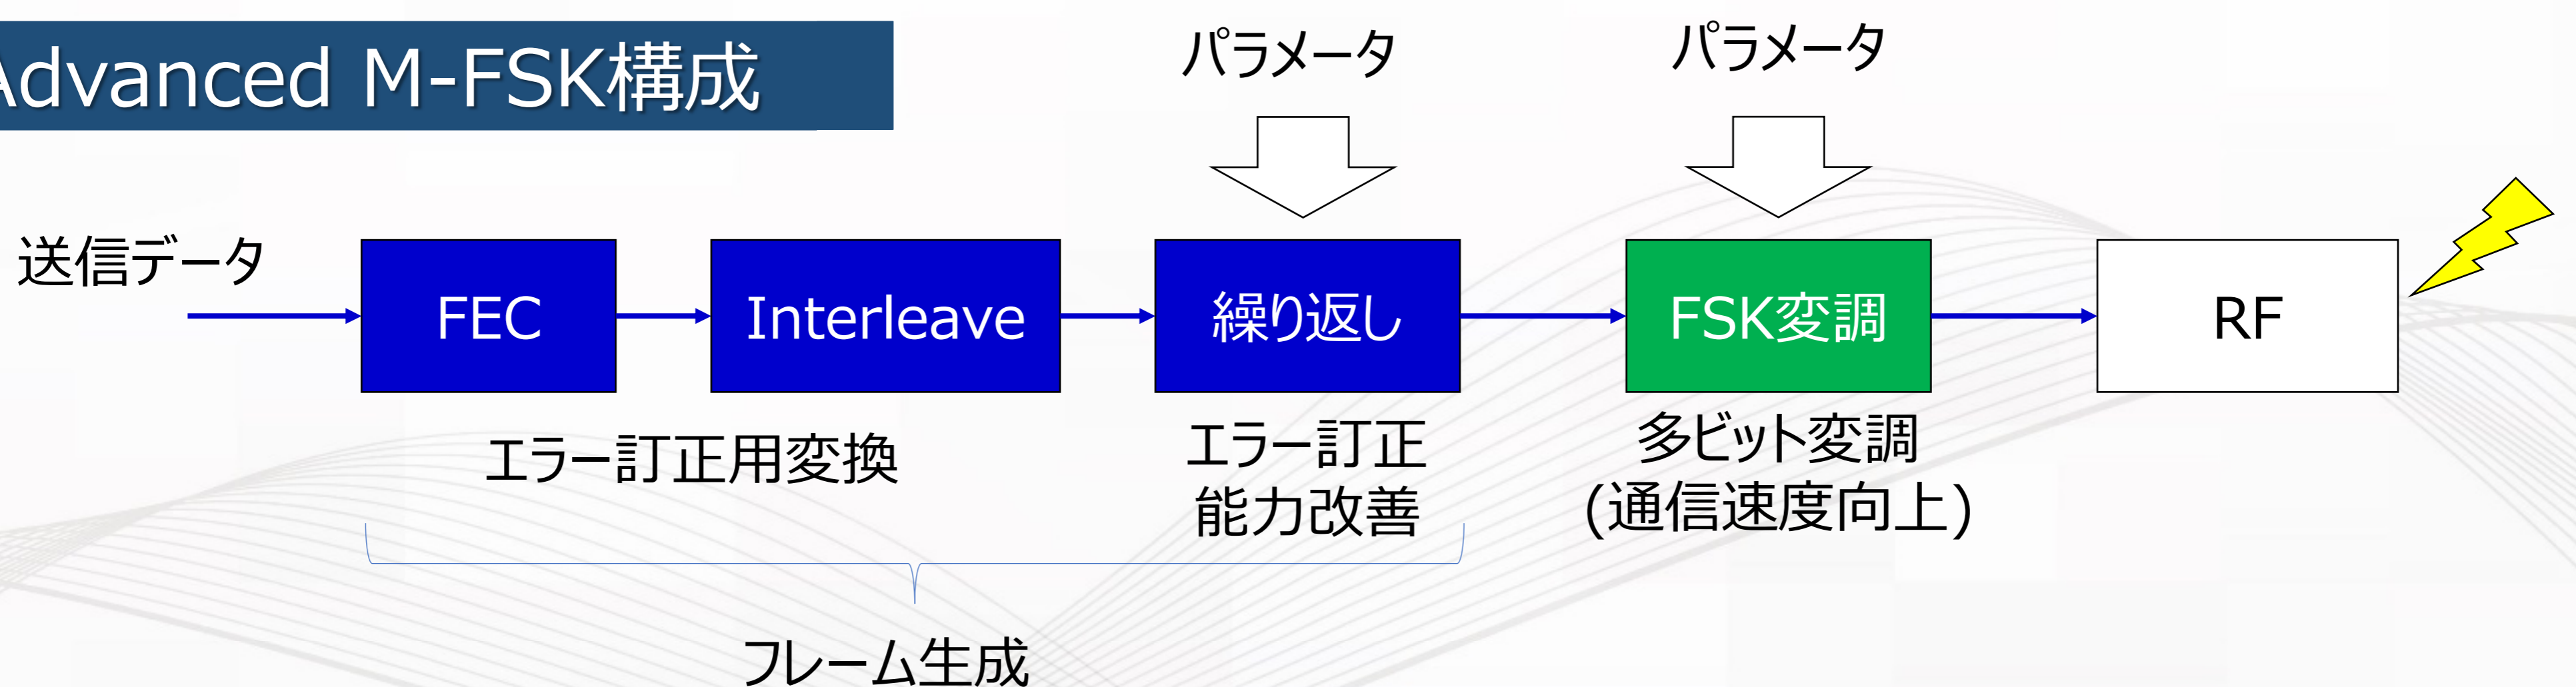 Advanced M-FSK構成
パラメータ
パラメータ
送信データ
FEC
Interleave
繰り返し
FSK変調
RF
エラー訂正用変換
エラー訂正
能力改善
多ビット変調
(通信速度向上)
フレーム生成